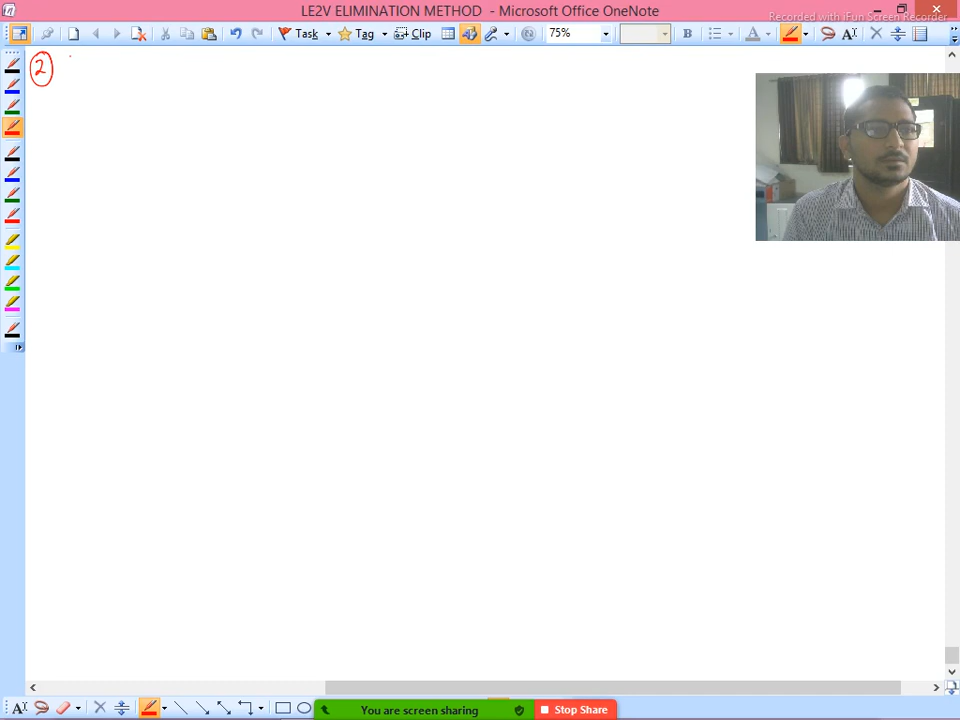 LE2V ELIMINATION METHOD - Microsoft Office OneNote
Recorded with iFun Screen Recorder
Task Tag Clip 75% B A A
2
A You are screen sharing Stop Share